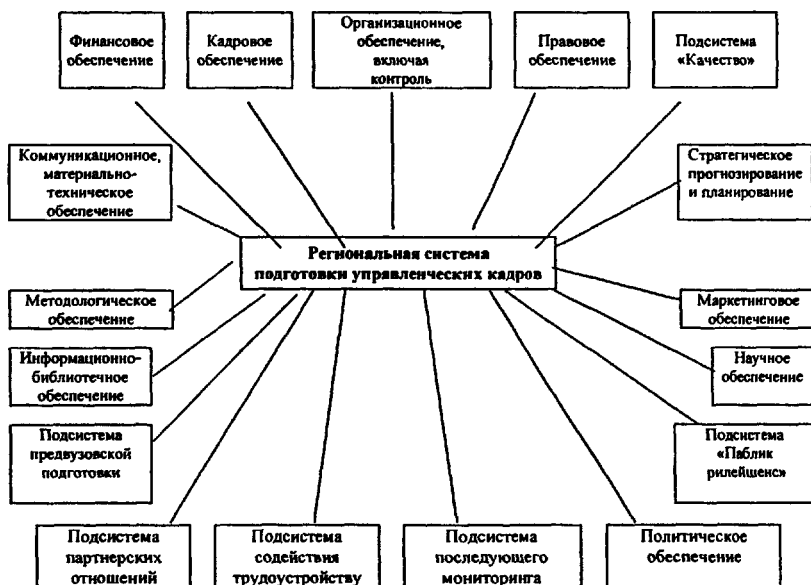 Финансовое
обеспечение
Кадровое
обеспечение
Организационное
обеспечение,
включая
контроль
Правовое
обеспечение
Подсистема
«Качество»
Коммуникационное,
материально-
техническое
обеспечение
Стратегическое
прогнозирование
и планирование
Региональная система
подготовки управленческих кадров
Методологическое
обеспечение
Маркетинговое
обеспечение
Информационно-
библиотечное
обеспечение
Научное
обеспечение
Подсистема
предвузовской
подготовки
Подсистема
«Паблик
рилейшенс»
Подсистема
партнерских
отношений
Подсистема
содействия
трудоустройству
Подсистема
последующего
мониторинга
Политическое
обеспечение